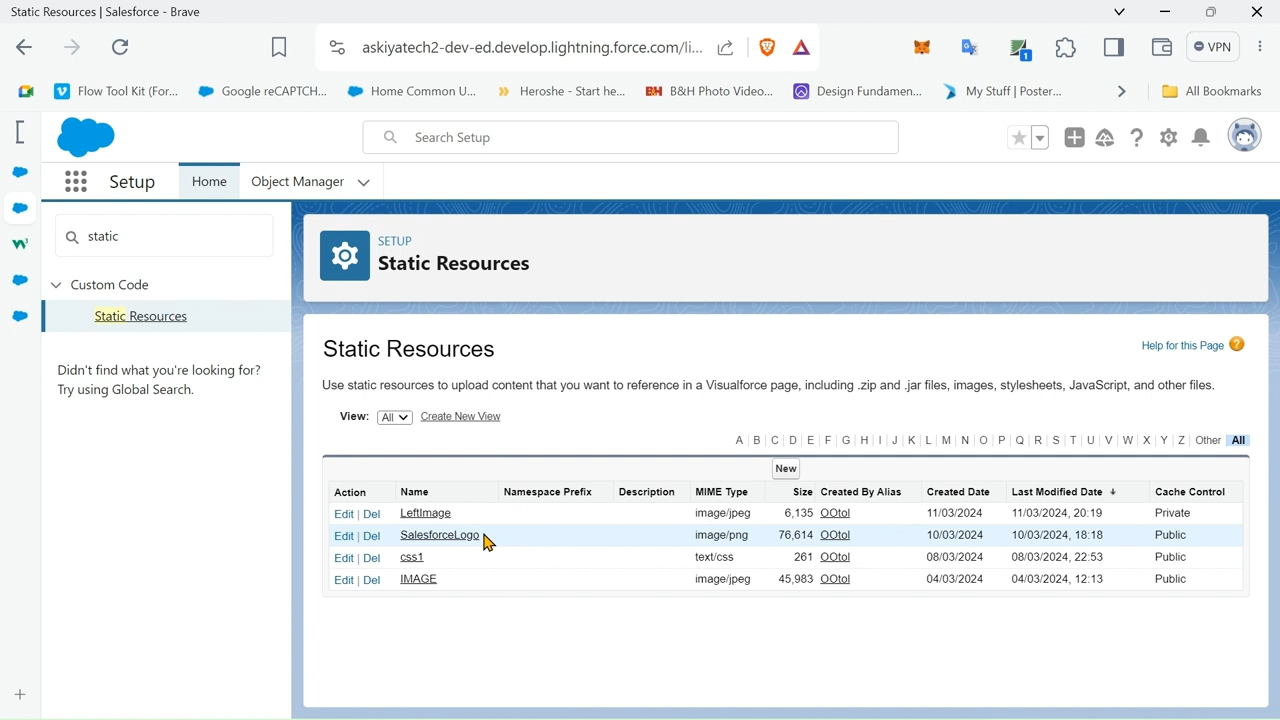 Static Resources | Salesforce - Brave
askiyatech2-dev-ed.develop.lightning.force.com/li...
1
VPN
Flow Tool Kit (For...
Google reCAPTCH...
Home Common U...
Heroshe - Start he...
B&H Photo Video...
Design Fundamen...
My Stuff | Poster...
All Bookmarks
Search Setup
Setup
Home
Object Manager
static
Custom Code
Static Resources
Didn't find what you're looking for?
Try using Global Search.
SETUP
Static Resources
Static Resources
Help for this Page
Use static resources to upload content that you want to reference in a Visualforce page, including .zip and .jar files, images, stylesheets, JavaScript, and other files.
View: All Create New View
A | B | C | D | E | F | G | H | I | J | K | L | M | N | O | P | Q | R | S | T | U | V | W | X | Y | Z | Other | All
New
Action Name Namespace Prefix Description MIME Type Size Created By Alias Created Date Last Modified Date Cache Control
Edit | Del LeftImage image/jpeg 6,135 OOtol 11/03/2024 11/03/2024, 20:19 Private
Edit | Del SalesforceLogo image/png 76,614 OOtol 10/03/2024 10/03/2024, 18:18 Public
Edit | Del css1 text/css 261 OOtol 08/03/2024 08/03/2024, 22:53 Public
Edit | Del IMAGE image/jpeg 45,983 OOtol 04/03/2024 04/03/2024, 12:13 Public